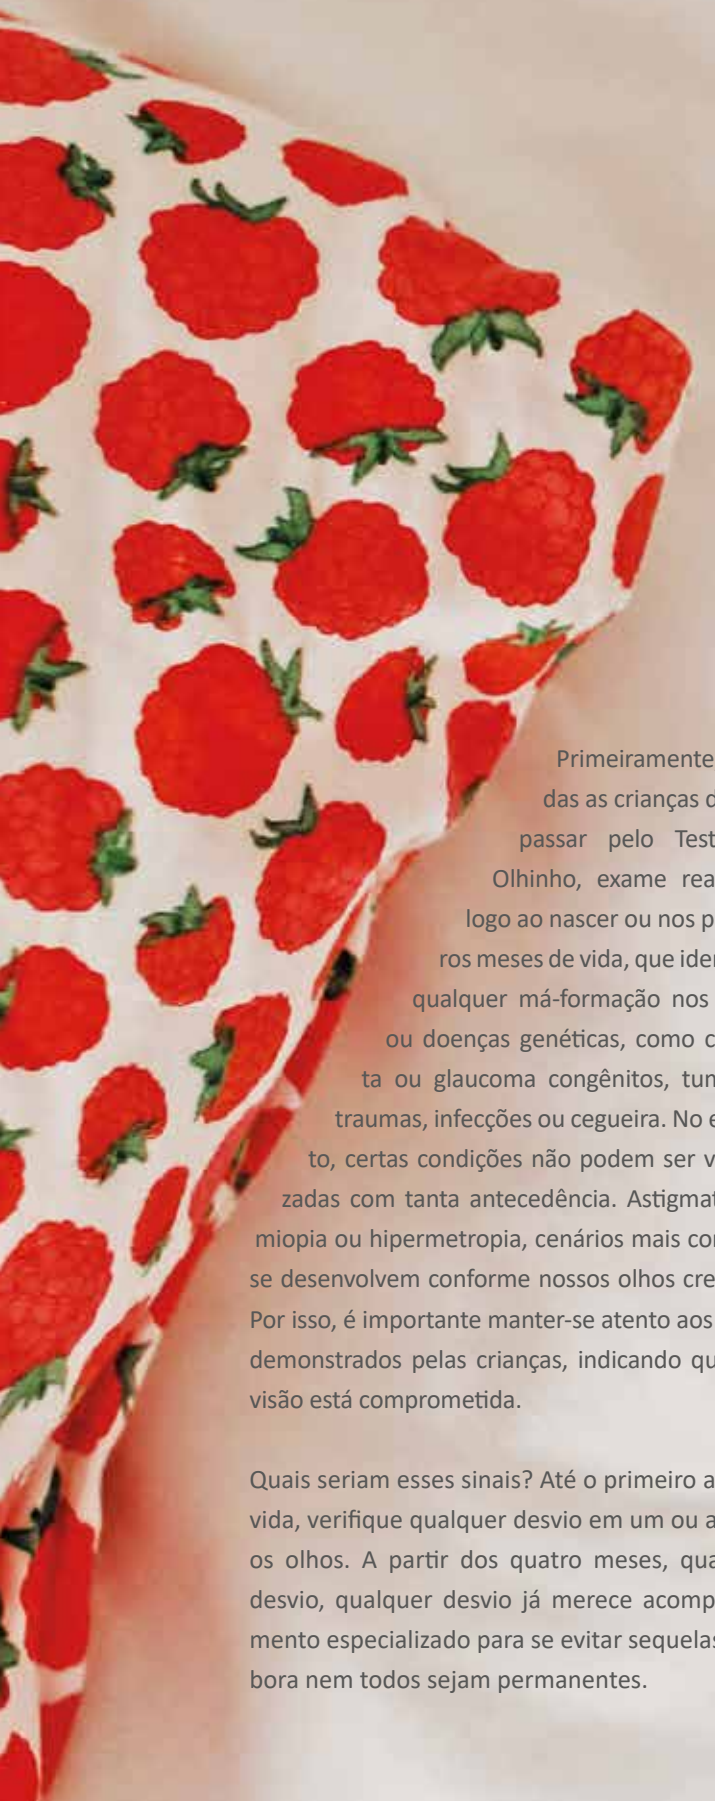 Primeiramente
das as crianças d
passar pelo Test
Olhinho, exame rea
logo ao nascer ou nos p
ros meses de vida, que iden
qualquer má-formação nos
ou doenças genéticas, como c
ta ou glaucoma congênitos, tum
traumas, infecções ou cegueira. No e
to, certas condições não podem ser v
zadas com tanta antecedência. Astigmat
miopia ou hipermetropia, cenários mais co
se desenvolvem conforme nossos olhos cre
Por isso, é importante manter-se atento aos
demonstrados pelas crianças, indicando qu
visão está comprometida.
Quais seriam esses sinais? Até o primeiro a
vida, verifique qualquer desvio em um ou a
os olhos. A partir dos quatro meses, qua
desvio, qualquer desvio já merece acomp
mento especializado para se evitar sequelas
bora nem todos sejam permanentes.